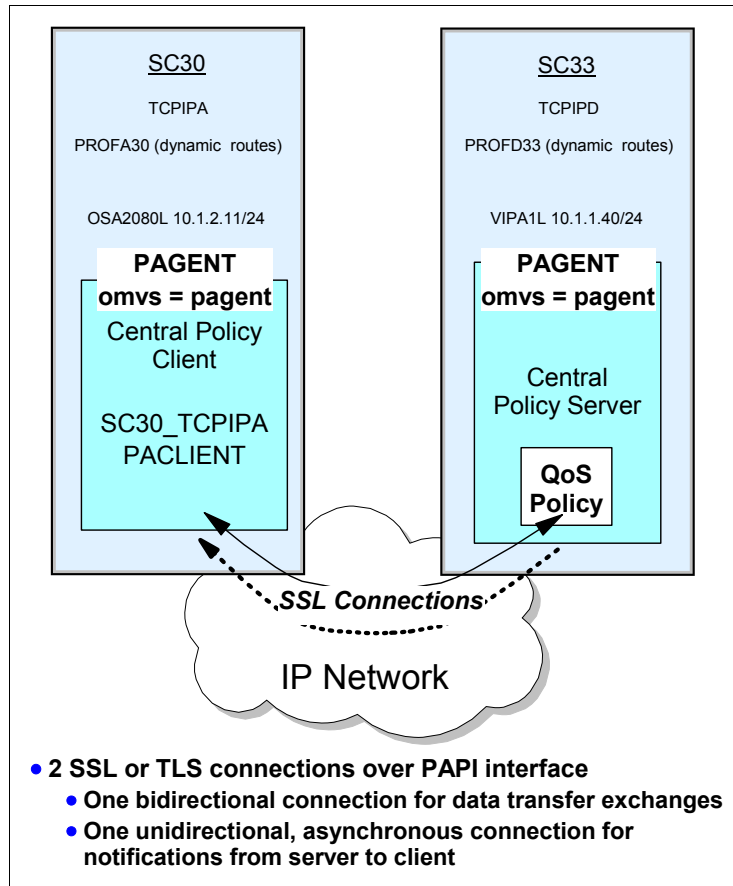 SC30
TCPIPA
PROFA30 (dynamic routes)
OSA2080L 10.1.2.11/24
PAGENT
omvs = pagent
Central Policy
Client
SC30_TCPIPA
PACLIENT
SC33
TCPIPD
PROFD33 (dynamic routes)
VIPA1L 10.1.1.40/24
PAGENT
omvs = pagent
Central
Policy Server
QoS
Policy
SSL Connections
IP Network
• 2 SSL or TLS connections over PAPI interface
• One bidirectional connection for data transfer exchanges
• One unidirectional, asynchronous connection for
notifications from server to client